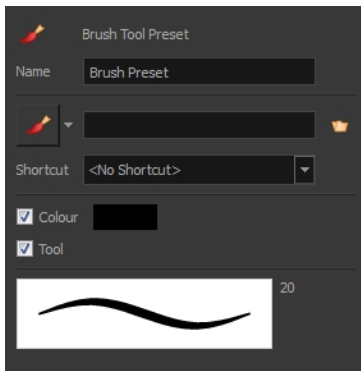 Brush Tool Preset
Name Brush Preset
Shortcut <No Shortcut>
Colour
Tool
20